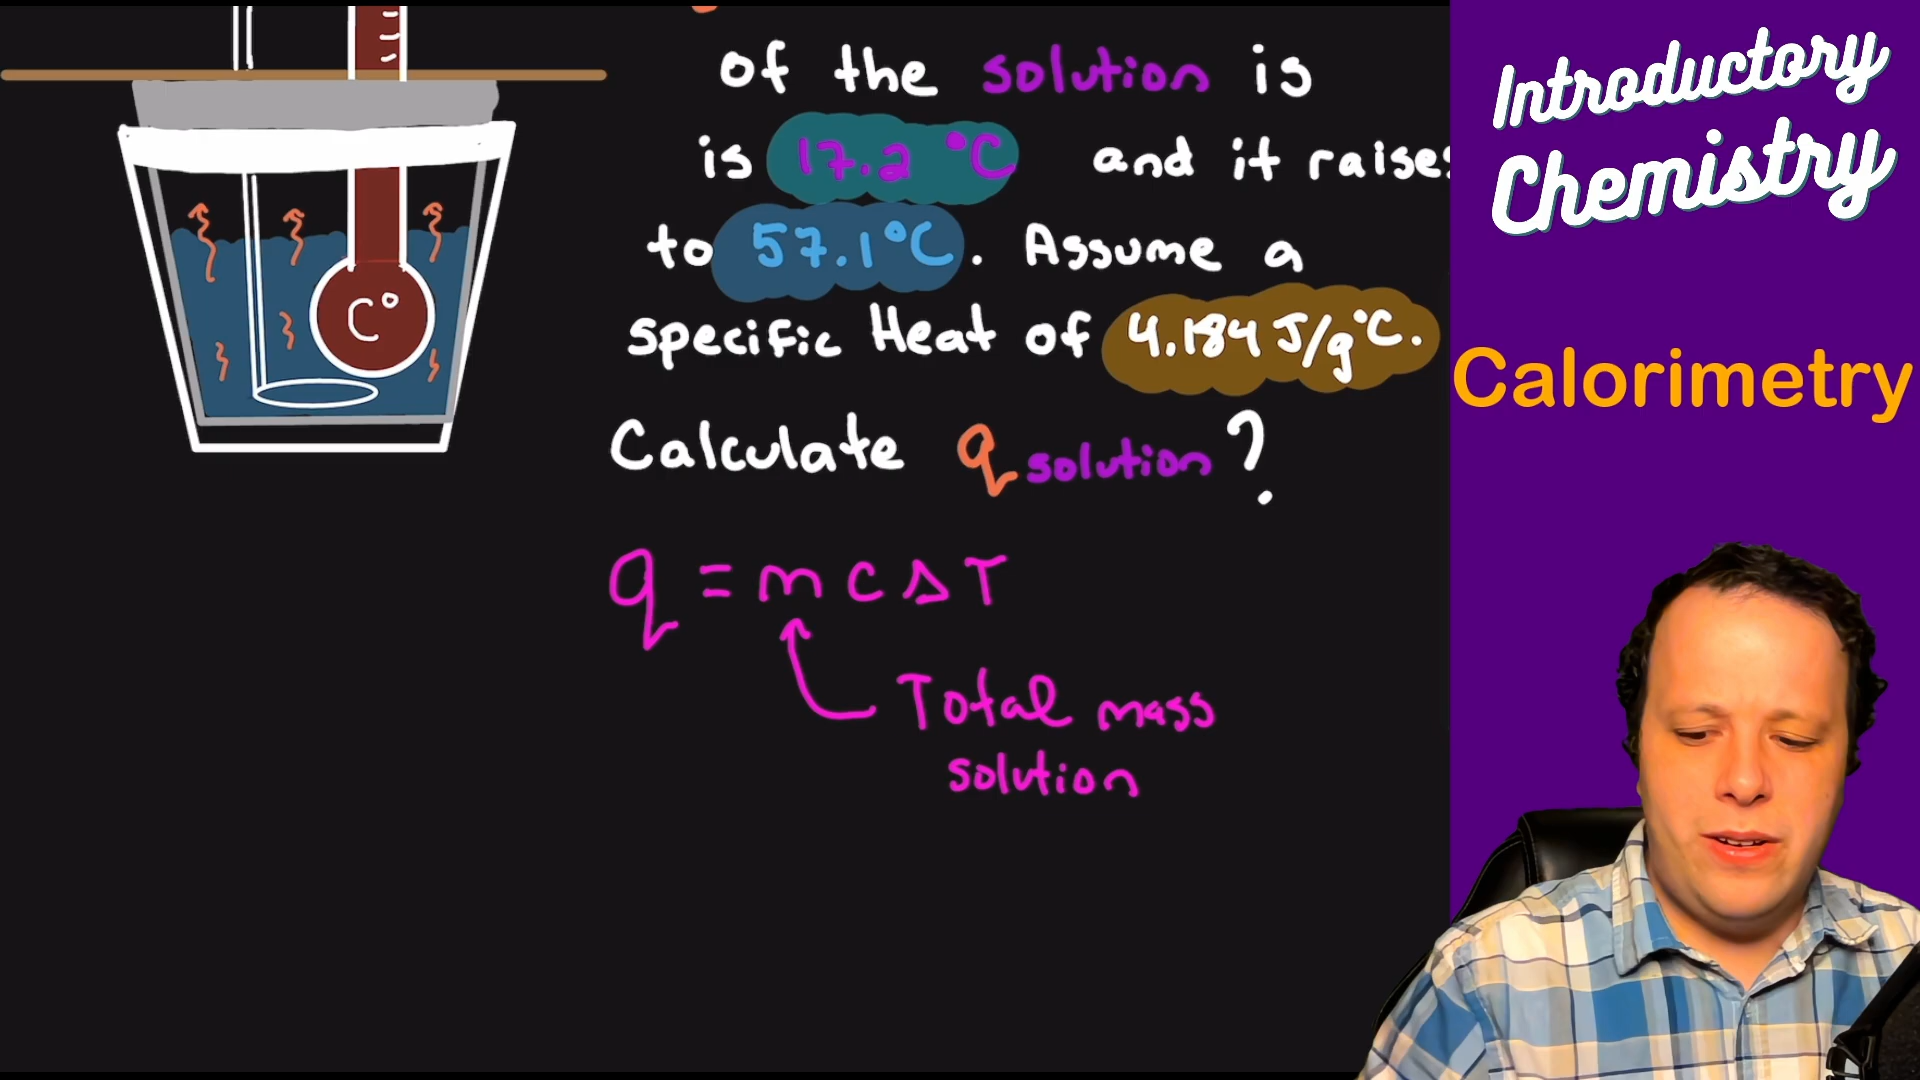 of the solution is
is 17.2 °C and it raises
to 57.1°C. Assume a
specific Heat of 4.184 J/g°C.
Calculate q solution?
q = m c Δ T
Total mass
solution
C°
Introductory
Chemistry
Calorimetry